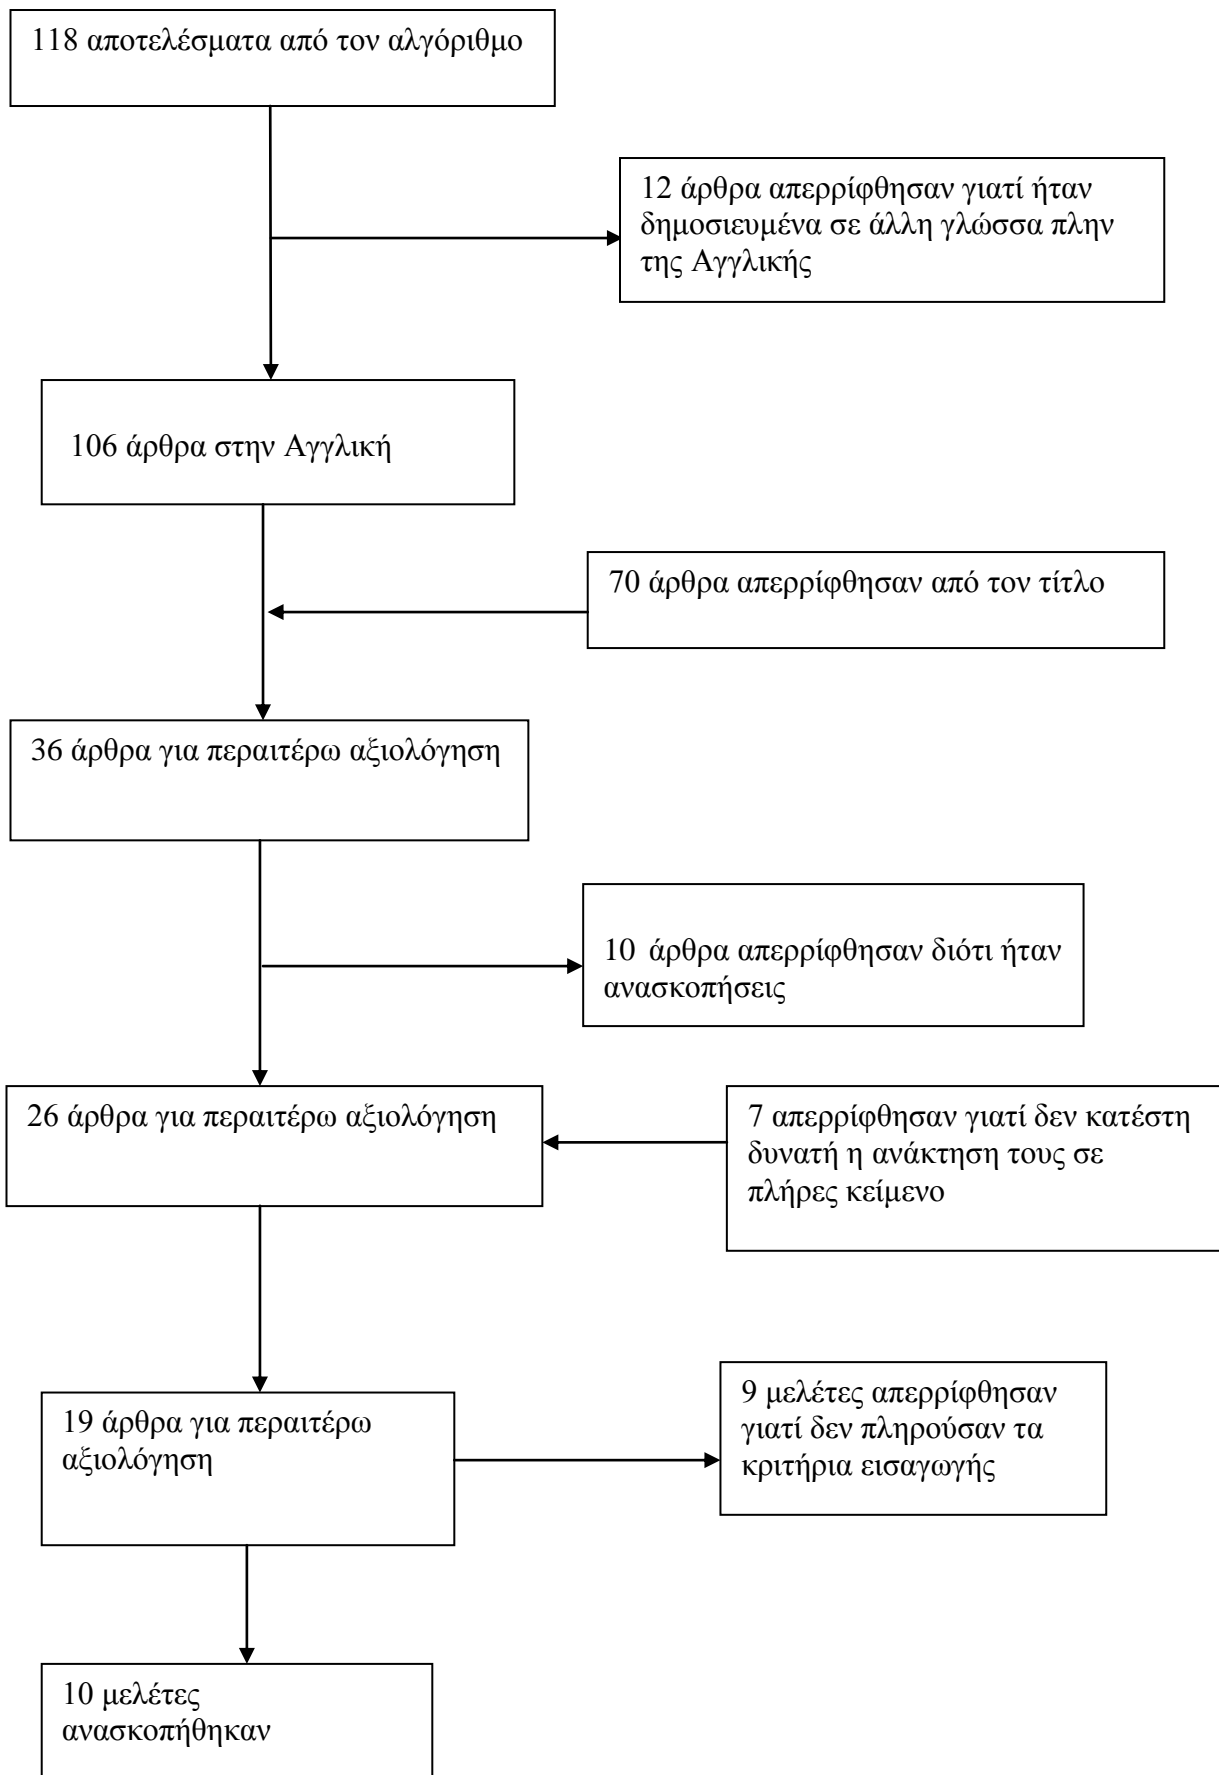 118 αποτελέσματα από τον αλγόριθμο
12 άρθρα απερρίφθησαν γιατί ήταν
δημοσιευμένα σε άλλη γλώσσα πλην
της Αγγλικής
106 άρθρα στην Αγγλική
70 άρθρα απερρίφθησαν από τον τίτλο
36 άρθρα για περαιτέρω αξιολόγηση
10 άρθρα απερρίφθησαν διότι ήταν
ανασκοπήσεις
26 άρθρα για περαιτέρω αξιολόγηση
7 απερρίφθησαν γιατί δεν κατέστη
δυνατή η ανάκτηση τους σε
πλήρες κείμενο
19 άρθρα για περαιτέρω
αξιολόγηση
9 μελέτες απερρίφθησαν
γιατί δεν πληρούσαν τα
κριτήρια εισαγωγής
10 μελέτες
ανασκοπήθηκαν